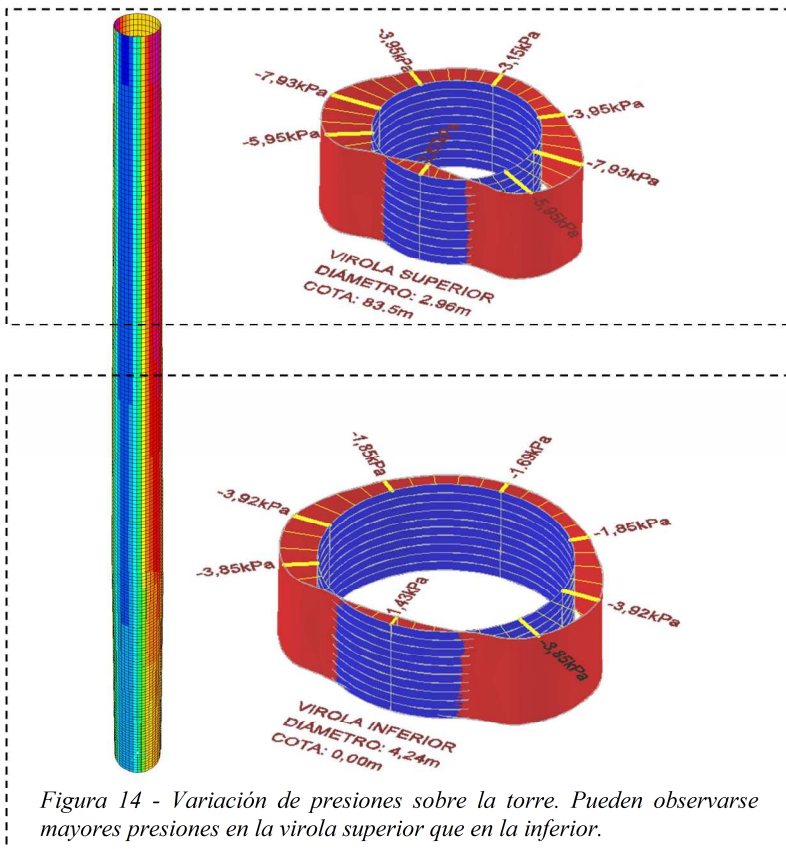 -3,95kPa
3,15kPa
-7,93kPa
-3,95kPa
-5,95kPa
-7,93kPa
-5,95kPa
VIROLA SUPERIOR
DIÁMETRO: 2,96m
COTA: 83,5m
-1,85kPa
-1.69kPa
-3,92kPa
-1,85kPa
-3,85kPa
1,43kPa
-3,92kPa
-3,85kPa
VIROLA INFERIOR
DIÁMETRO: 4,24m
COTA: 0,00m
Figura 14 - Variación de presiones sobre la torre. Pueden observarse
mayores presiones en la virola superior que en la inferior.